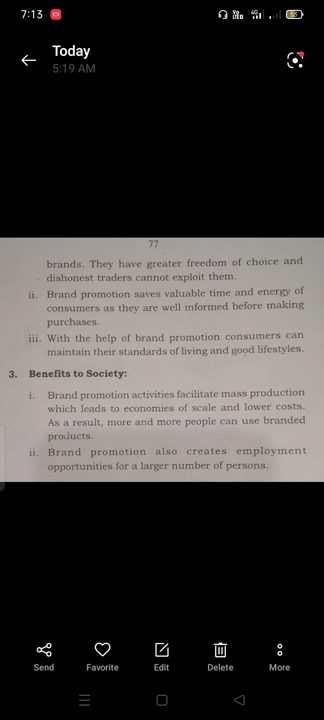 7:13
Vo
LTE
4G
55
Today
5:19 AM
77
brands. They have greater freedom of choice and
dishonest traders cannot exploit them.
ii. Brand promotion saves valuable time and energy of
consumers as they are well informed before making
purchases.
iii. With the help of brand promotion consumers can
maintain their standards of living and good lifestyles.
3. Benefits to Society:
i. Brand promotion activities facilitate mass production
which leads to economies of scale and lower costs.
As a result, more and more people can use branded
products.
ii. Brand promotion also creates employment
opportunities for a larger number of persons.
Send
Favorite
Edit
Delete
More